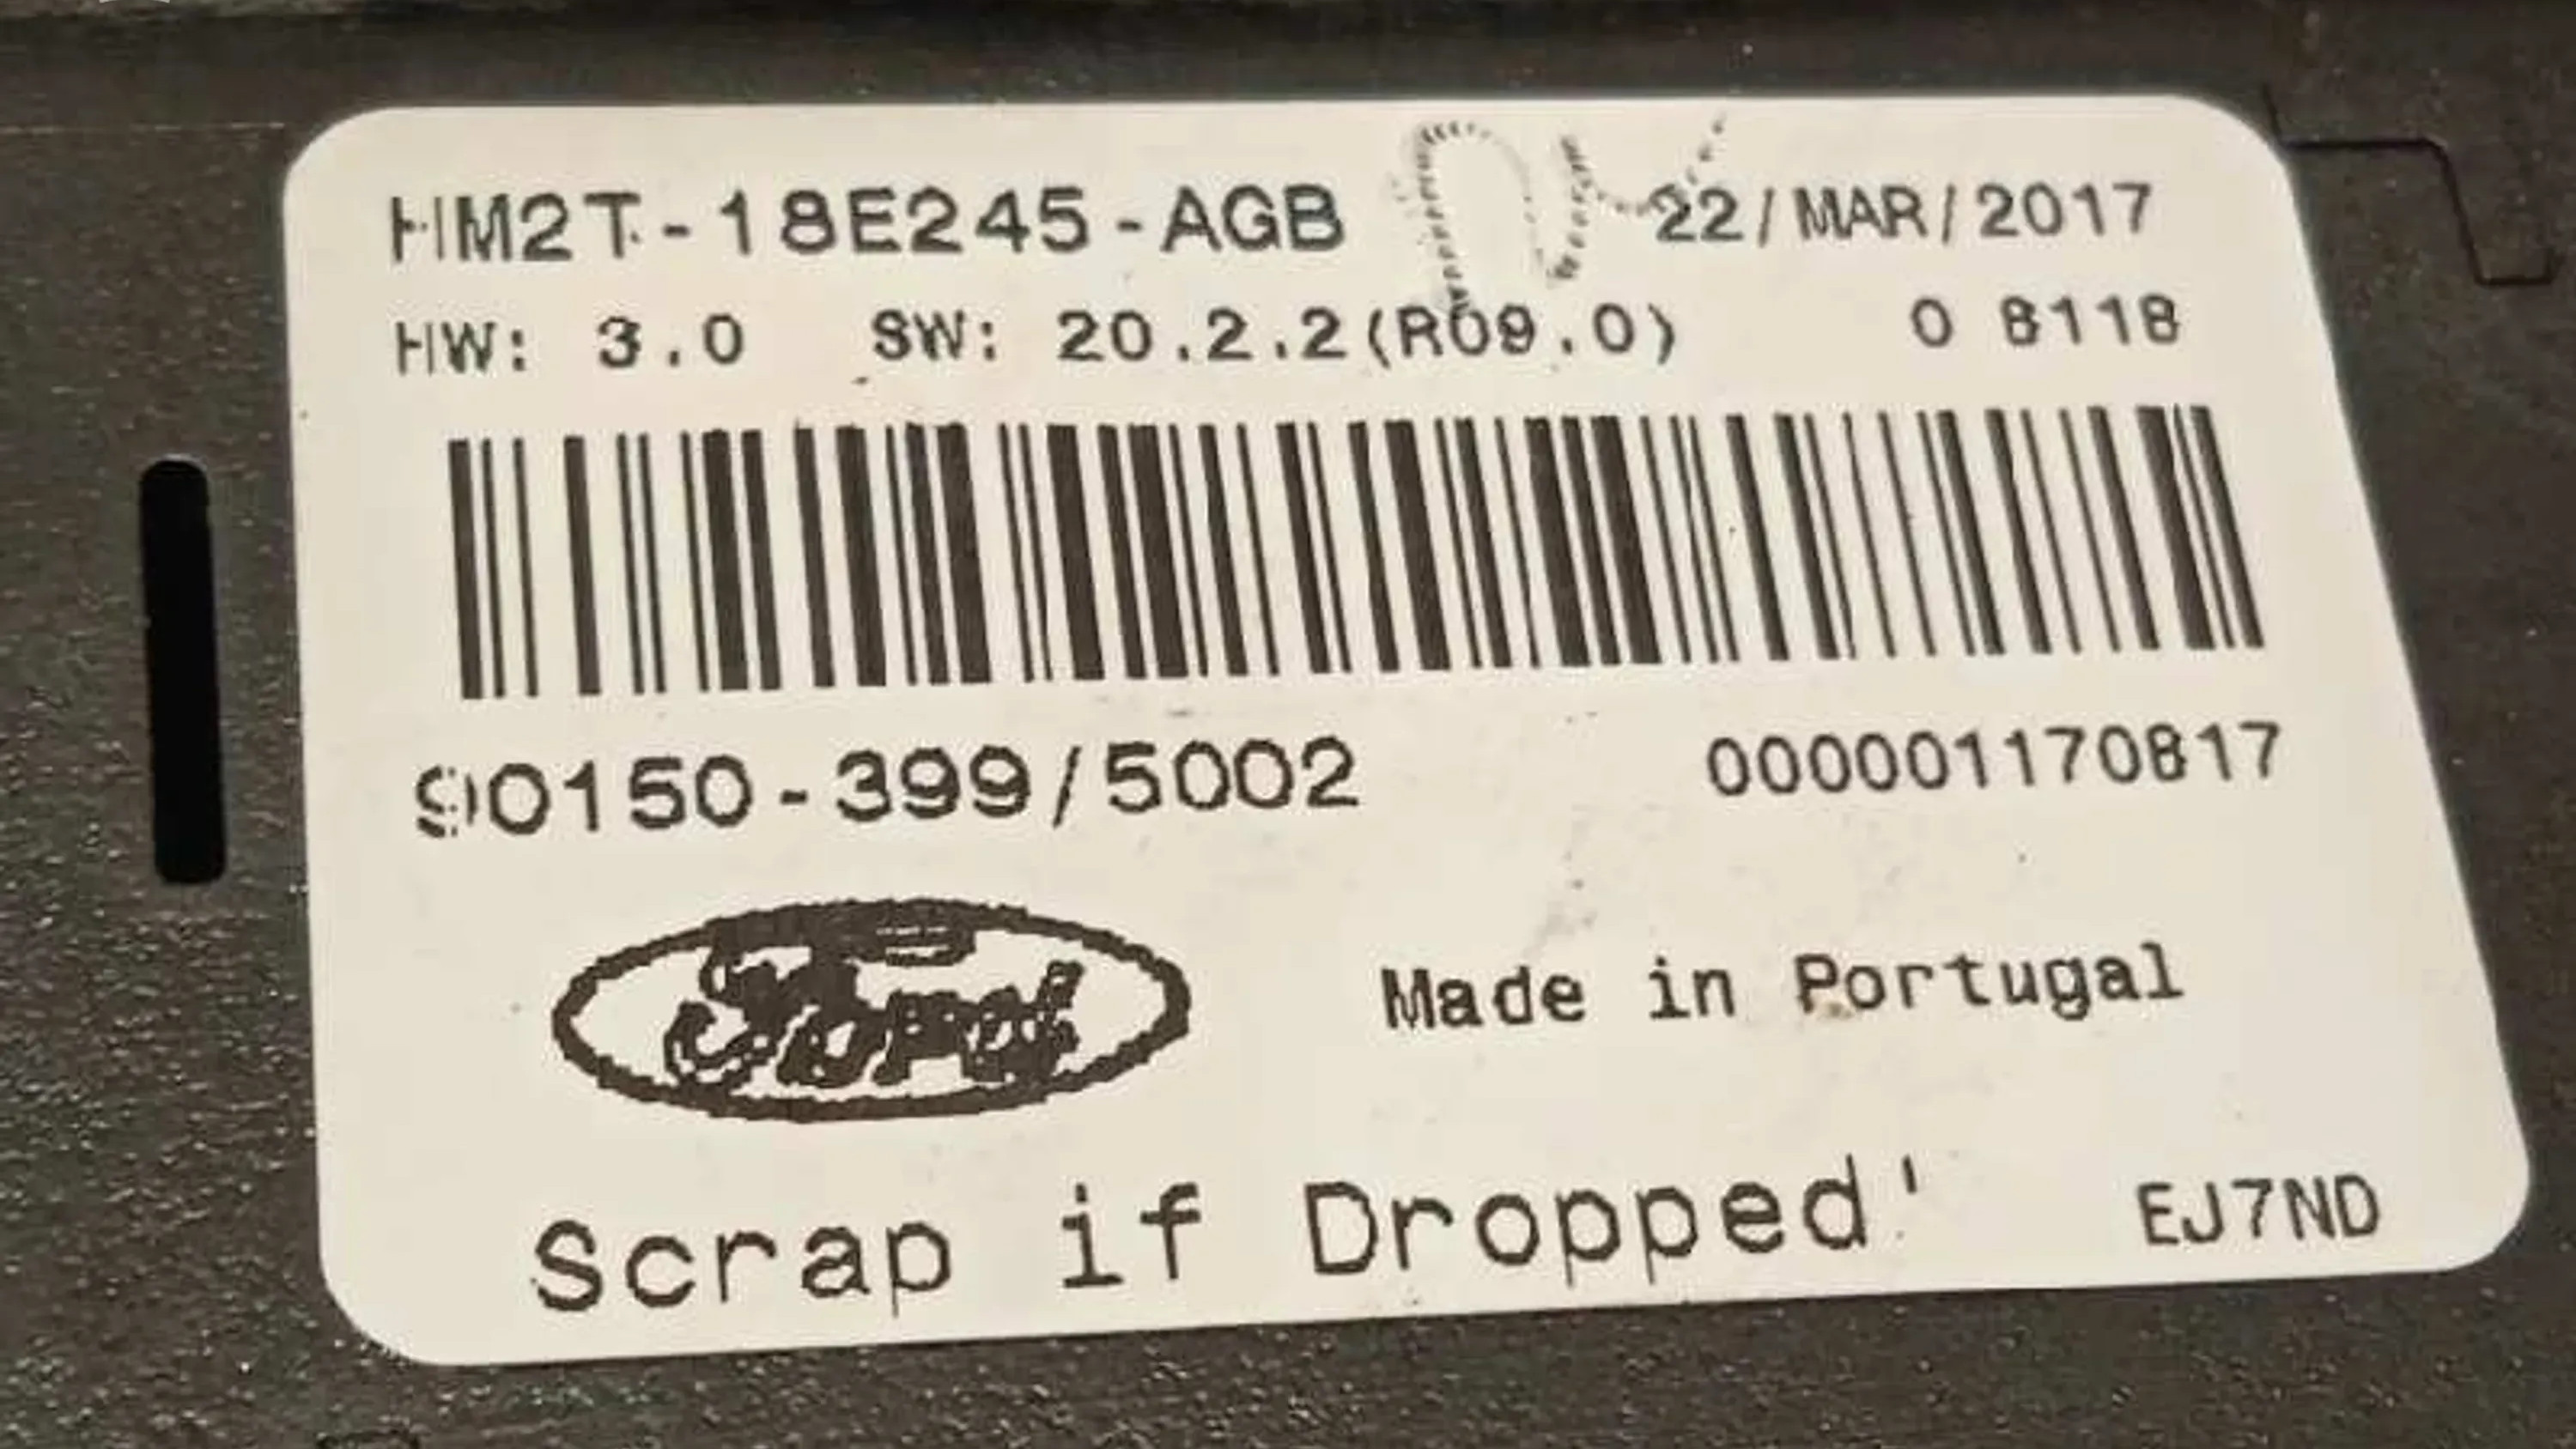 HM2T-18E245-AGB 22/MAR/2017
HW: 3.0 SW: 20.2.2(R09.0) 0 8118
90150-399/5002 000001170817
Ford
Made in Portugal
Scrap if Dropped' EJ7ND